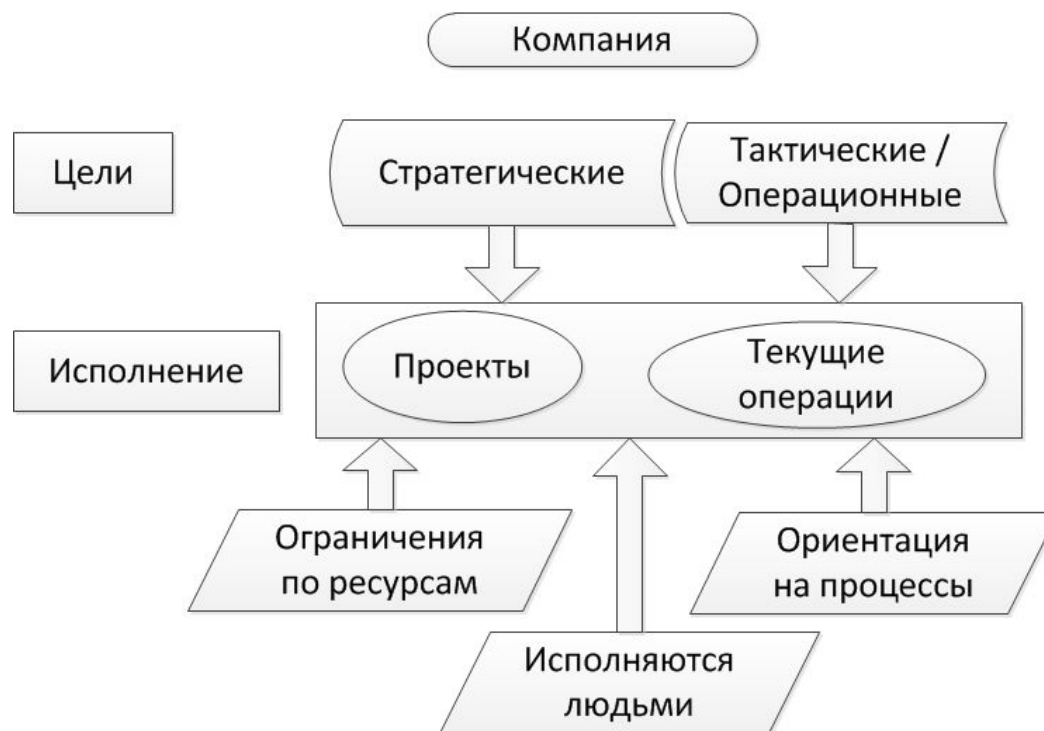 Компания
Цели
Стратегические
Тактические /
Операционные
Исполнение
Проекты
Текущие
операции
Ограничения
по ресурсам
Ориентация
на процессы
Исполняются
людьми